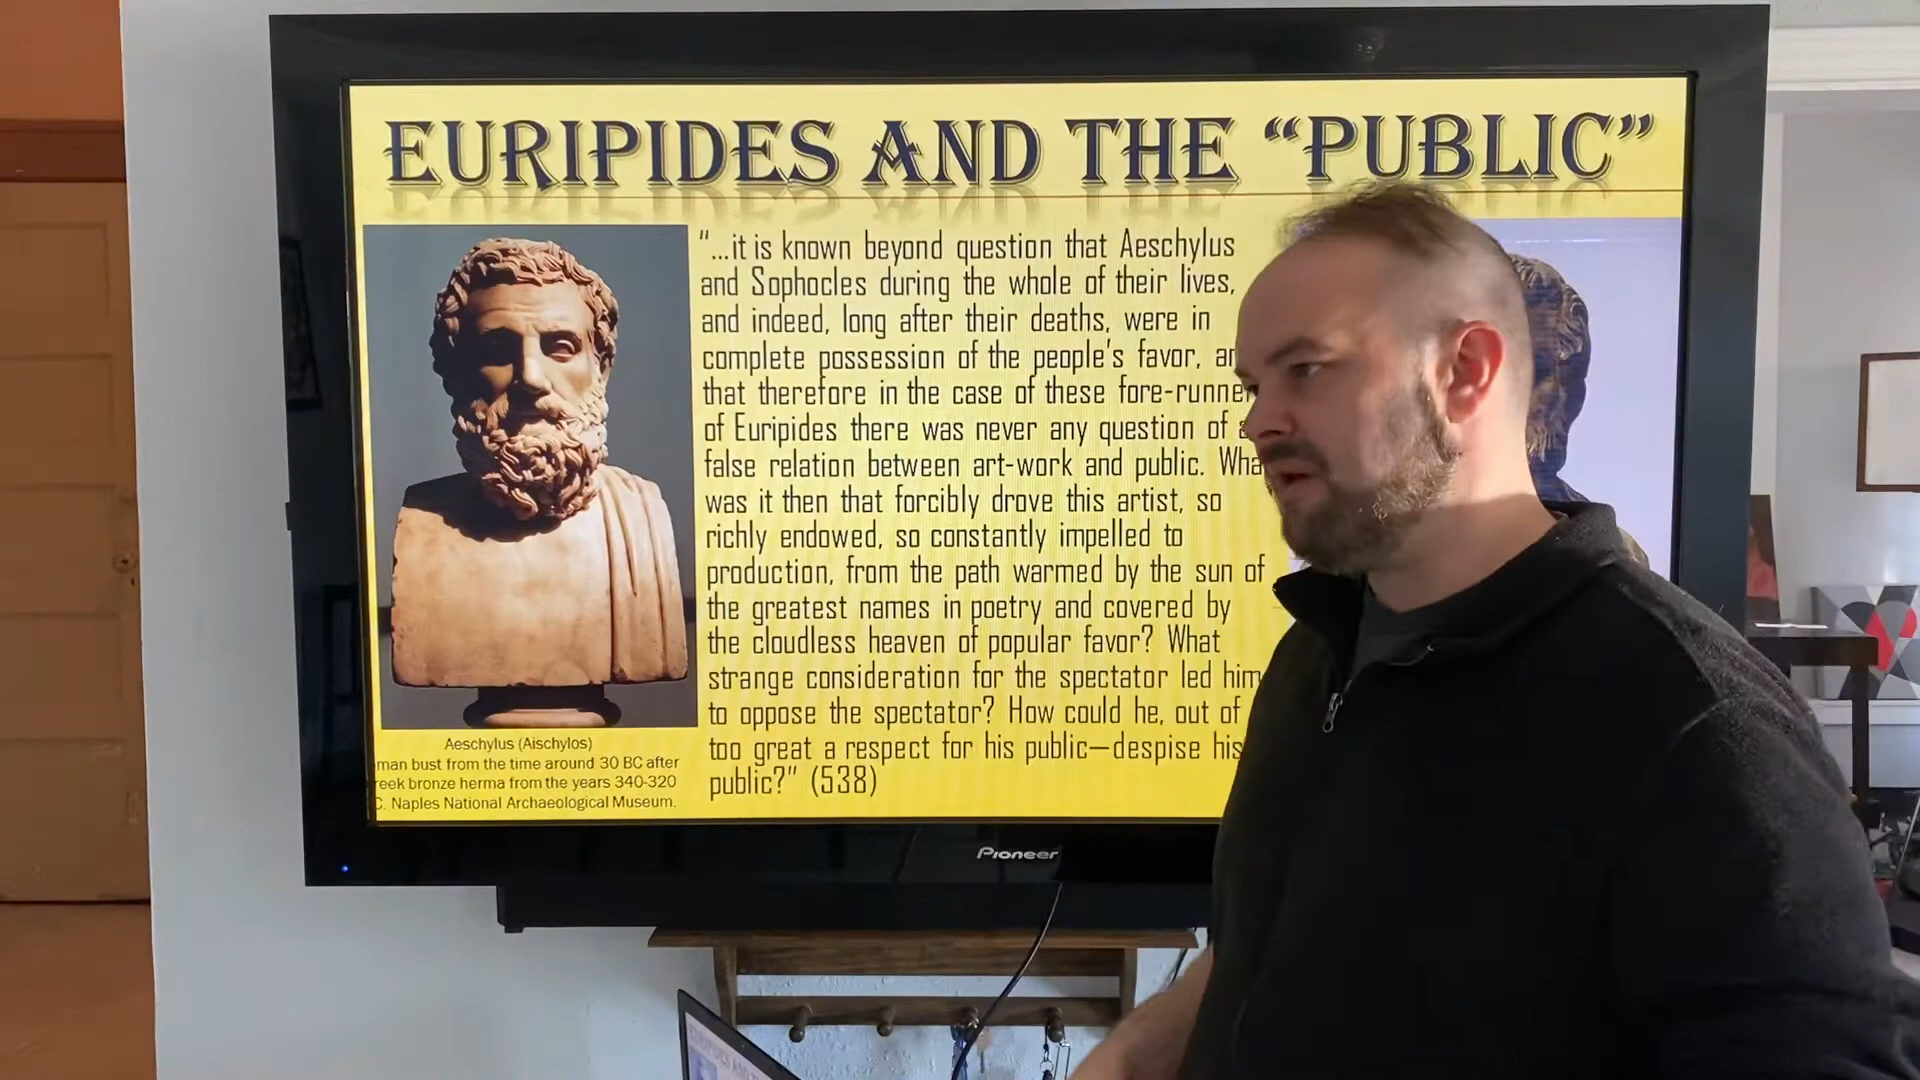 EURIPIDES AND THE “PUBLIC”
“...it is known beyond question that Aeschylus
and Sophocles during the whole of their lives,
and indeed, long after their deaths, were in
complete possession of the people's favor,
that therefore in the case of these
of Euripides there was never any question of
false relation between art-work and public.
was it then that forcibly drove this artist, so
richly endowed, so constantly impelled to
production, from the path warmed by the sun of
the greatest names in poetry and covered by
the cloudless heaven of popular favor? What
strange consideration for the spectator led him
to oppose the spectator? How could he, out of
too great a respect for his public—despise his
public?” (538)
Aeschylus (Aischylos)
bust from the time around 30 BC after
bronze herma from the years 340-320
Naples National Archaeological Museum.
Pioneer